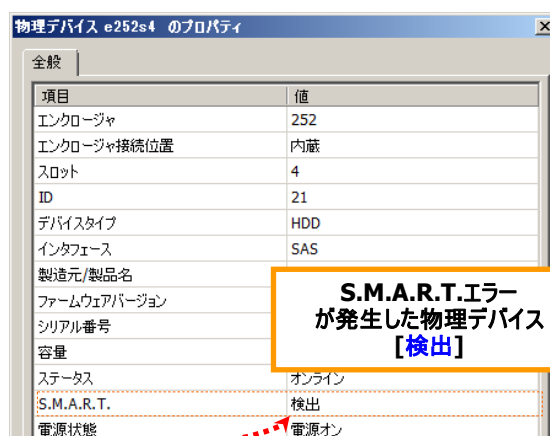 物理デバイス e252s4 のプロパティ
全般
項目 値
エンクロージャ 252
エンクロージャ接続位置 内蔵
スロット 4
ID 21
デバイスタイプ HDD
インタフェース SAS
製造元/製品名
ファームウェアバージョン
シリアル番号
容量
S.M.A.R.T.エラー
が発生した物理デバイス
[検出]
ステータス オンライン
S.M.A.R.T. 検出
電源状態 電源オン